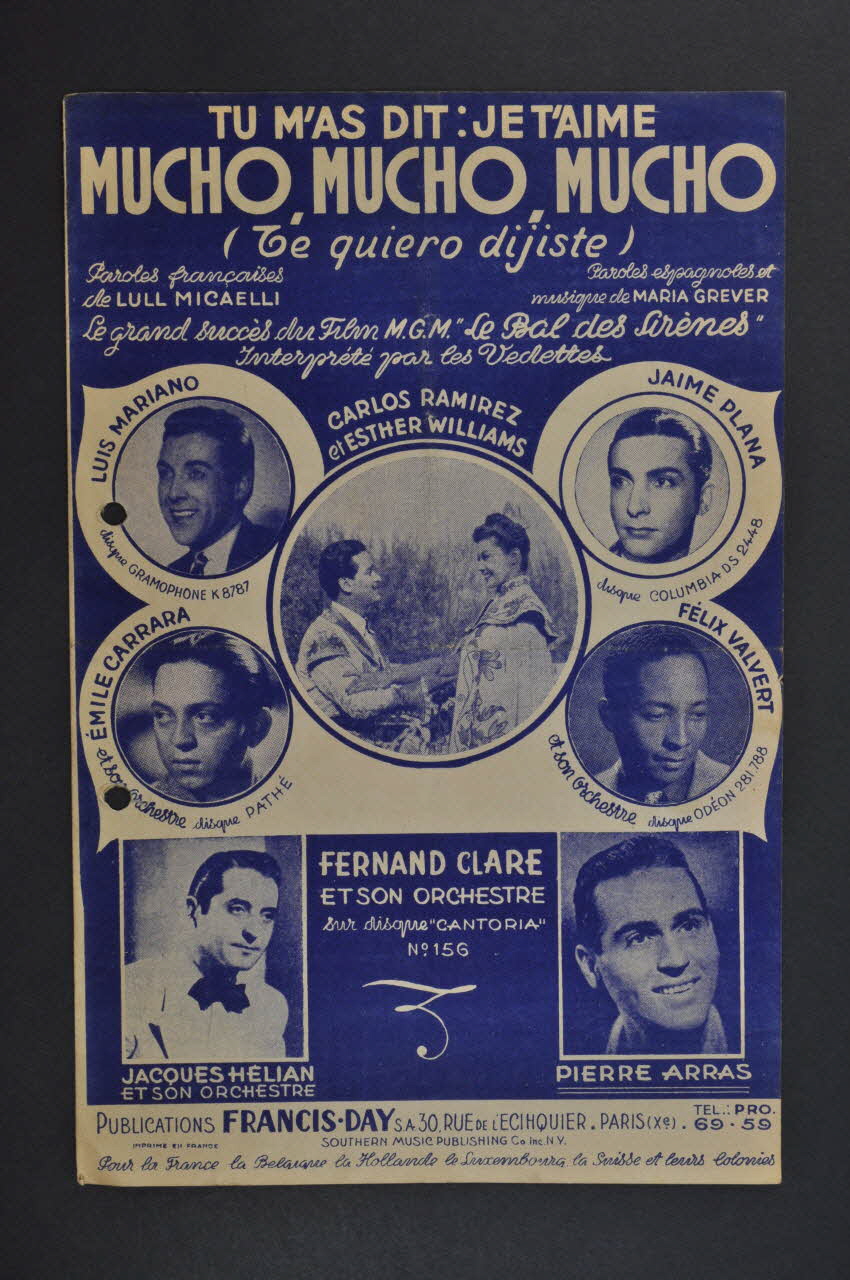 TU M'AS DIT: JE T'AIME
MUCHO, MUCHO, MUCHO
(Te quiero dijiste)
Paroles françaises
de LULL MICAELLI
Paroles espagnoles et
musique de MARIA GREVER
Le grand succès du Film M.G.M. "Le Bal des Sirènes"
Interprété par les Vedettes
LUIS MARIANO
disque GRAMOPHONE K 8787
CARLOS RAMIREZ
et ESTHER WILLIAMS
JAIME PLANA
disque COLUMBIA DS 2448
ÉMILE CARRARA
et son Orchestre disque PATHÉ
FÉLIX VALVERT
et son Orchestre disque ODÉON 281.788
FERNAND CLARE
ET SON ORCHESTRE
sur disque "CANTORIA"
Nº 156
JACQUES HÉLIAN
ET SON ORCHESTRE
PIERRE ARRAS
PUBLICATIONS FRANCIS-DAY S.A. 30, RUE DE L'ECIHQUIER. PARIS (Xe). TEL.: PRO. 69-59
IMPRIME EN FRANCE
SOUTHERN MUSIC PUBLISHING Co Inc. N.Y.
Pour la France la Belgique la Hollande le Luxembourg, la Suisse et leurs colonies